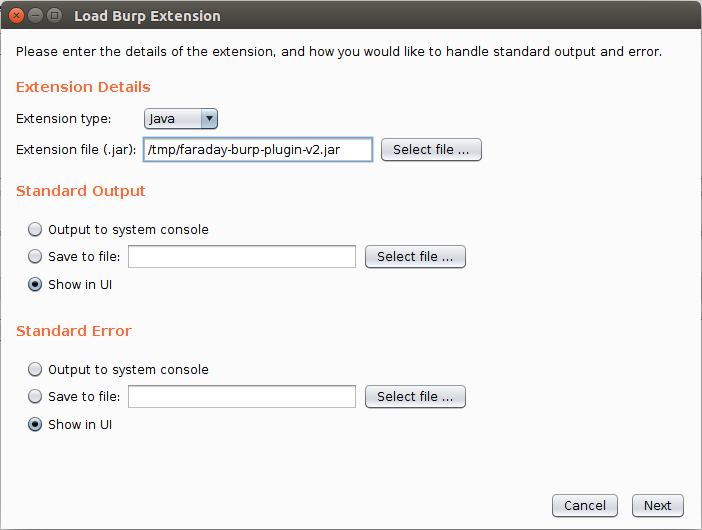 Load Burp Extension
Please enter the details of the extension, and how you would like to handle standard output and error.
Extension Details
Extension type: Java
Extension file (.jar): /tmp/faraday-burp-plugin-v2.jar Select file ...
Standard Output
Output to system console
Save to file: Select file ...
Show in UI
Standard Error
Output to system console
Save to file: Select file ...
Show in UI
Cancel Next